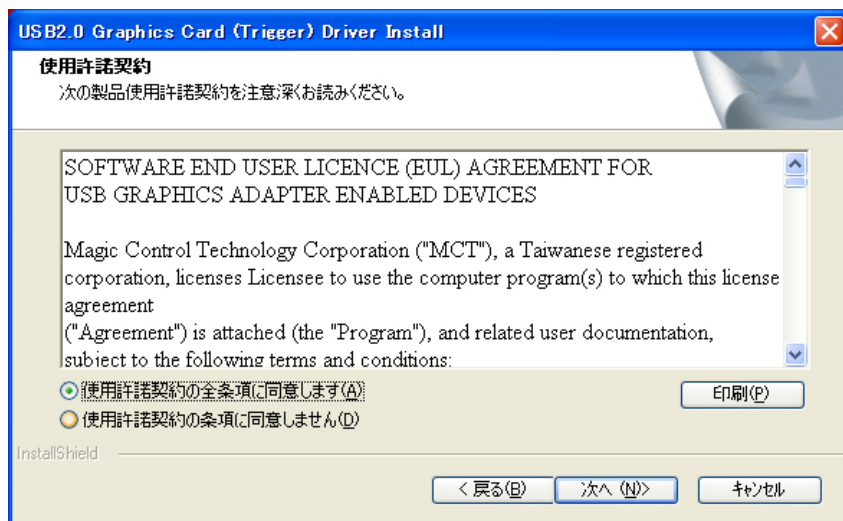 USB2.0 Graphics Card (Trigger) Driver Install
使用許諾契約
次の製品使用許諾契約を注意深くお読みください。
SOFTWARE END USER LICENCE (EUL) AGREEMENT FOR
USB GRAPHICS ADAPTER ENABLED DEVICES
Magic Control Technology Corporation ("MCT"), a Taiwanese registered
corporation, licenses Licensee to use the computer program(s) to which this license
agreement
("Agreement") is attached (the "Program"), and related user documentation,
subject to the following terms and conditions:
使用許諾契約の全条項に同意します(A)
印刷(P)
使用許諾契約の条項に同意しません(D)
InstallShield
< 戻る(B)
次へ (N)>
キャンセル